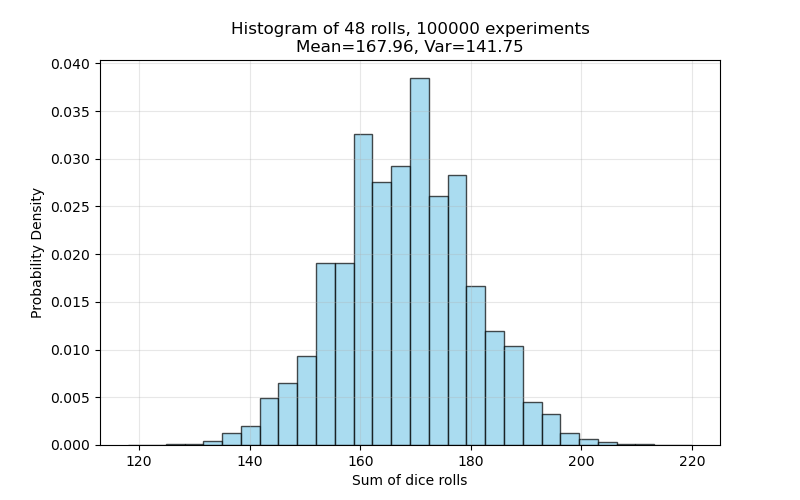 Histogram of 48 rolls, 100000 experiments
Mean=167.96, Var=141.75
0.040
0.035
0.030
0.025
0.020
0.015
0.010
0.005
0.000
Probability Density
120 140 160 180 200 220
Sum of dice rolls